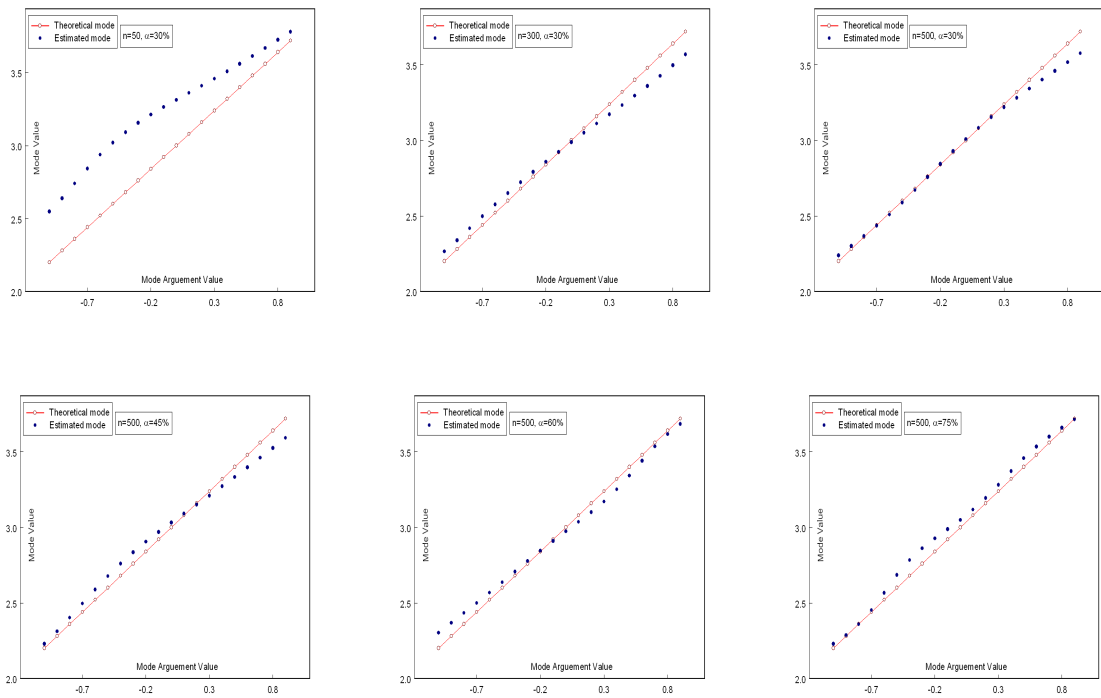 Theoretical mode
Estimated mode
n=50, α=30%
3.5
3.0
2.5
2.0
Mode Value
Mode Arguement Value
-0.7
-0.2
0.3
0.8
Theoretical mode
Estimated mode
n=300, α=30%
3.5
3.0
2.5
2.0
Mode Value
Mode Arguement Value
-0.7
-0.2
0.3
0.8
Theoretical mode
Estimated mode
n=500, α=30%
3.5
3.0
2.5
2.0
Mode Value
Mode Arguement Value
-0.7
-0.2
0.3
0.8
Theoretical mode
Estimated mode
n=500, α=45%
3.5
3.0
2.5
2.0
Mode Value
Mode Arguement Value
-0.7
-0.2
0.3
0.8
Theoretical mode
Estimated mode
n=500, α=60%
3.5
3.0
2.5
2.0
Mode Value
Mode Arguement Value
-0.7
-0.2
0.3
0.8
Theoretical mode
Estimated mode
n=500, α=75%
3.5
3.0
2.5
2.0
Mode Value
Mode Arguement Value
-0.7
-0.2
0.3
0.8